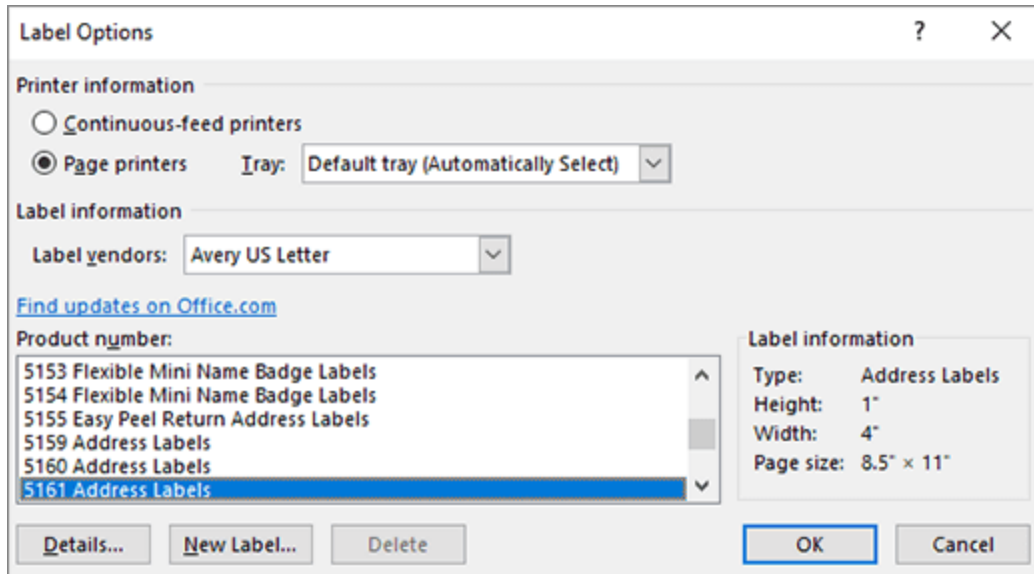 Label Options ? ×
Printer information
Continuous-feed printers
Page printers Tray: Default tray (Automatically Select)
Label information
Label vendors: Avery US Letter
Find updates on Office.com
Product number:
5153 Flexible Mini Name Badge Labels
5154 Flexible Mini Name Badge Labels
5155 Easy Peel Return Address Labels
5159 Address Labels
5160 Address Labels
5161 Address Labels
Label information
Type: Address Labels
Height: 1"
Width: 4"
Page size: 8.5" × 11"
Details... New Label... Delete OK Cancel